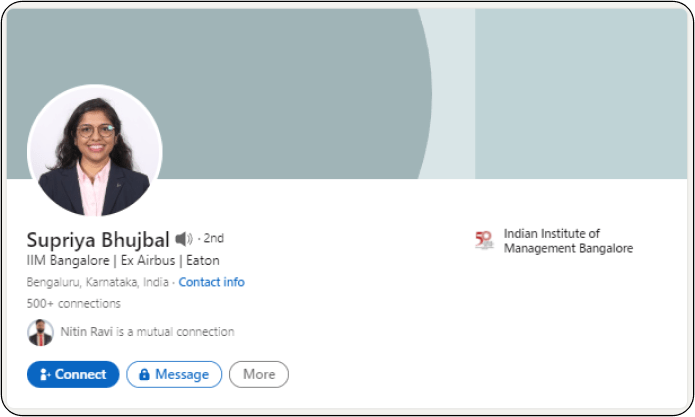 Supriya Bhujbal · 2nd
IIM Bangalore | Ex Airbus | Eaton
Bengaluru, Karnataka, India · Contact info
500+ connections
Nitin Ravi is a mutual connection
Connect Message More
Indian Institute of
Management Bangalore
50